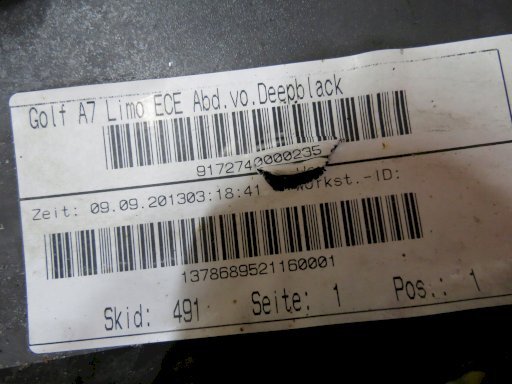 Golf A7 Limo ECE Abd.vo.Deepblack
9172740000235
Zeit: 09.09.201303:18:41 Werkst.-ID:
1378689521160001
Skid: 491 Seite: 1 Pos.: 1